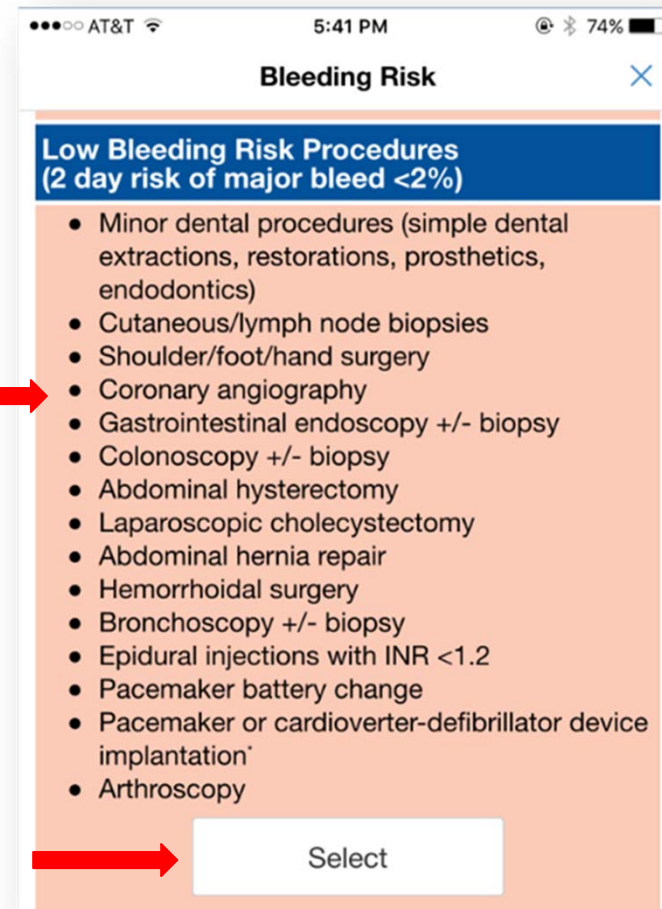 AT&T 5:41 PM 74%
Bleeding Risk
Low Bleeding Risk Procedures
(2 day risk of major bleed <2%)
• Minor dental procedures (simple dental
extractions, restorations, prosthetics,
endodontics)
• Cutaneous/lymph node biopsies
• Shoulder/foot/hand surgery
• Coronary angiography
• Gastrointestinal endoscopy +/- biopsy
• Colonoscopy +/- biopsy
• Abdominal hysterectomy
• Laparoscopic cholecystectomy
• Abdominal hernia repair
• Hemorrhoidal surgery
• Bronchoscopy +/- biopsy
• Epidural injections with INR <1.2
• Pacemaker battery change
• Pacemaker or cardioverter-defibrillator device
implantation*
• Arthroscopy
Select